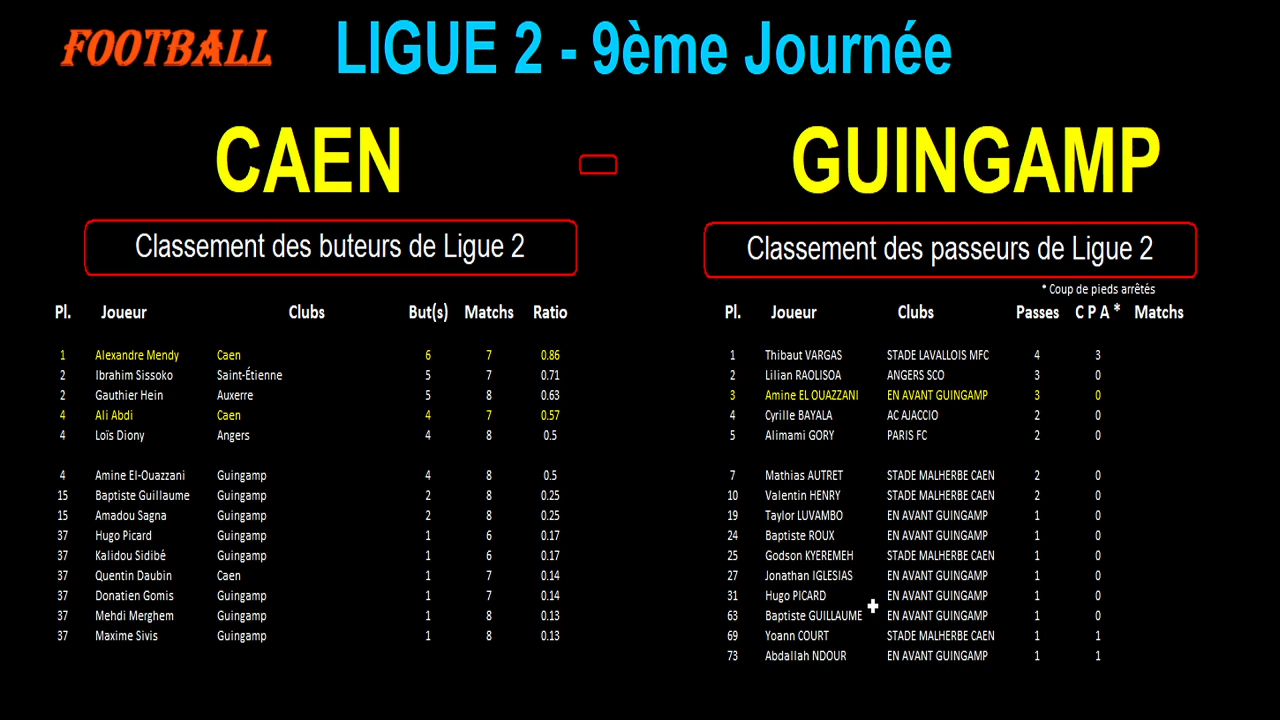 FOOTBALL
LIGUE 2 - 9ème Journée
CAEN
GUINGAMP
Classement des buteurs de Ligue 2
Pl. Joueur Clubs But(s) Matchs Ratio
1 Alexandre Mendy Caen 6 7 0.86
2 Ibrahim Sissoko Saint-Étienne 5 7 0.71
2 Gauthier Hein Auxerre 5 8 0.63
4 Ali Abdi Caen 4 7 0.57
4 Loïs Diony Angers 4 8 0.5
4 Amine El-Ouazzani Guingamp 4 8 0.5
15 Baptiste Guillaume Guingamp 2 8 0.25
15 Amadou Sagna Guingamp 2 8 0.25
37 Hugo Picard Guingamp 1 6 0.17
37 Kalidou Sidibé Guingamp 1 6 0.17
37 Quentin Daubin Caen 1 7 0.14
37 Donatien Gomis Guingamp 1 7 0.14
37 Mehdi Merghem Guingamp 1 8 0.13
37 Maxime Sivis Guingamp 1 8 0.13
Classement des passeurs de Ligue 2
* Coup de pieds arrêtés
Pl. Joueur Clubs Passes C P A * Matchs
1 Thibaut VARGAS STADE LAVALLOIS MFC 4 3
2 Lilian RAOLISOA ANGERS SCO 3 0
3 Amine EL OUAZZANI EN AVANT GUINGAMP 3 0
4 Cyrille BAYALA AC AJACCIO 2 0
5 Alimami GORY PARIS FC 2 0
7 Mathias AUTRET STADE MALHERBE CAEN 2 0
10 Valentin HENRY STADE MALHERBE CAEN 2 0
19 Taylor LUVAMBO EN AVANT GUINGAMP 1 0
24 Baptiste ROUX EN AVANT GUINGAMP 1 0
25 Godson KYEREMEH STADE MALHERBE CAEN 1 0
27 Jonathan IGLESIAS EN AVANT GUINGAMP 1 0
31 Hugo PICARD EN AVANT GUINGAMP 1 0
63 Baptiste GUILLAUME EN AVANT GUINGAMP 1 0
69 Yoann COURT STADE MALHERBE CAEN 1 1
73 Abdallah NDOUR EN AVANT GUINGAMP 1 1